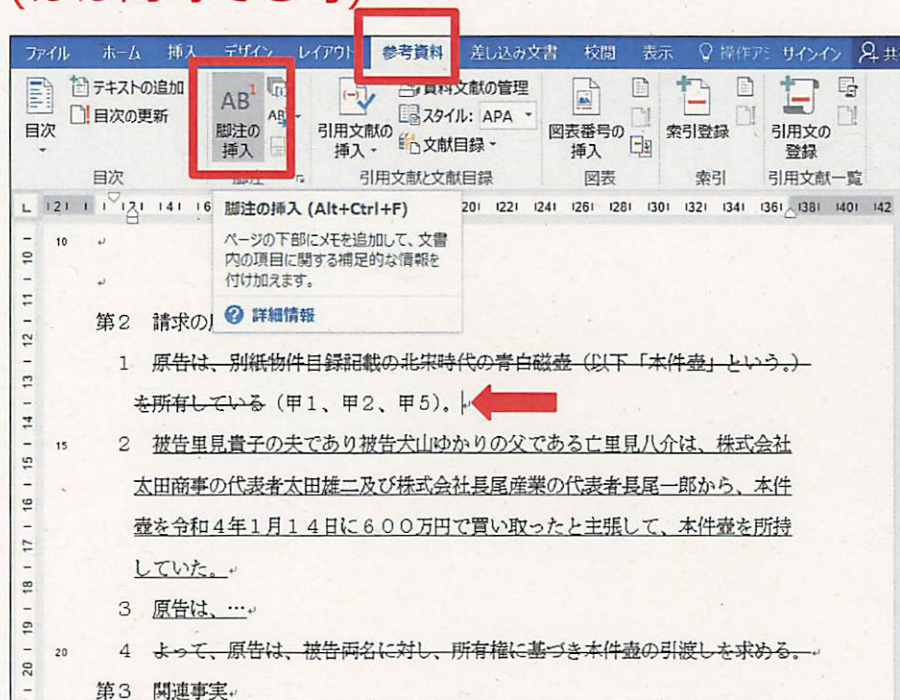 ファイル ホーム 挿入 デザイン レイアウト 参考資料 差し込み文書 校閲 表示 操作アシ サインイン 共
目次
テキストの追加
目次の更新
目次
AB1
脚注の
挿入
脚注
引用文献の
挿入
資料文献の管理
スタイル: APA
文献目録
引用文献と文献目録
図表番号の
挿入
図表
索引登録
索引
引用文の
登録
引用文献一覧
脚注の挿入 (Alt+Ctrl+F)
ページの下部にメモを追加して、文書
内の項目に関する補足的な情報を
付け加えます。
詳細情報
10
第2 請求の
1 原告は、別紙物件目録記載の北宋時代の青白磁壺（以下「本件壺」という。）
を所有している（甲1、甲2、甲5）。
15
2 被告里見貴子の夫であり被告犬山ゆかりの父である亡里見八介は、株式会社
太田商事の代表者太田雄二及び株式会社長尾産業の代表者長尾一郎から、本件
壺を令和4年1月14日に600万円で買い取ったと主張して、本件壺を所持
していた。
3 原告は、…
20
4 よって、原告は、被告両名に対し、所有権に基づき本件壺の引渡しを求める。
第3 関連事実